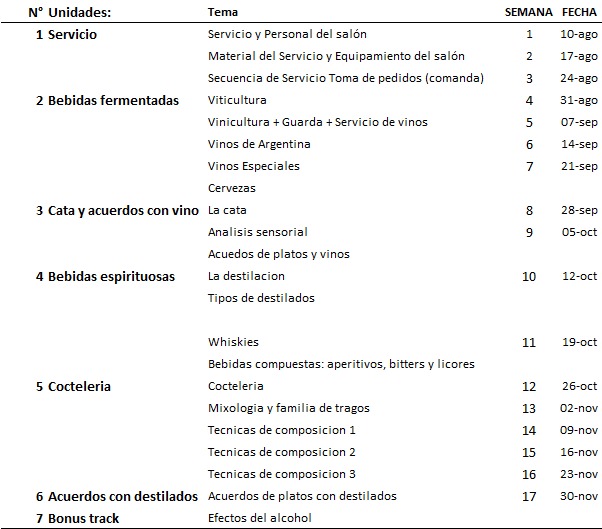 N° Unidades: Tema SEMANA FECHA
1 Servicio Servicio y Personal del salón 1 10-ago
Material del Servicio y Equipamiento del salón 2 17-ago
Secuencia de Servicio Toma de pedidos (comanda) 3 24-ago
2 Bebidas fermentadas Viticultura 4 31-ago
Vinicultura + Guarda + Servicio de vinos 5 07-sep
Vinos de Argentina 6 14-sep
Vinos Especiales 7 21-sep
Cervezas
3 Cata y acuerdos con vino La cata 8 28-sep
Analisis sensorial 9 05-oct
Acuedos de platos y vinos
4 Bebidas espirituosas La destilacion 10 12-oct
Tipos de destilados
Whiskies 11 19-oct
Bebidas compuestas: aperitivos, bitters y licores
5 Cocteleria Cocteleria 12 26-oct
Mixologia y familia de tragos 13 02-nov
Tecnicas de composicion 1 14 09-nov
Tecnicas de composicion 2 15 16-nov
Tecnicas de composicion 3 16 23-nov
6 Acuerdos con destilados Acuerdos de platos con destilados 17 30-nov
7 Bonus track Efectos del alcohol